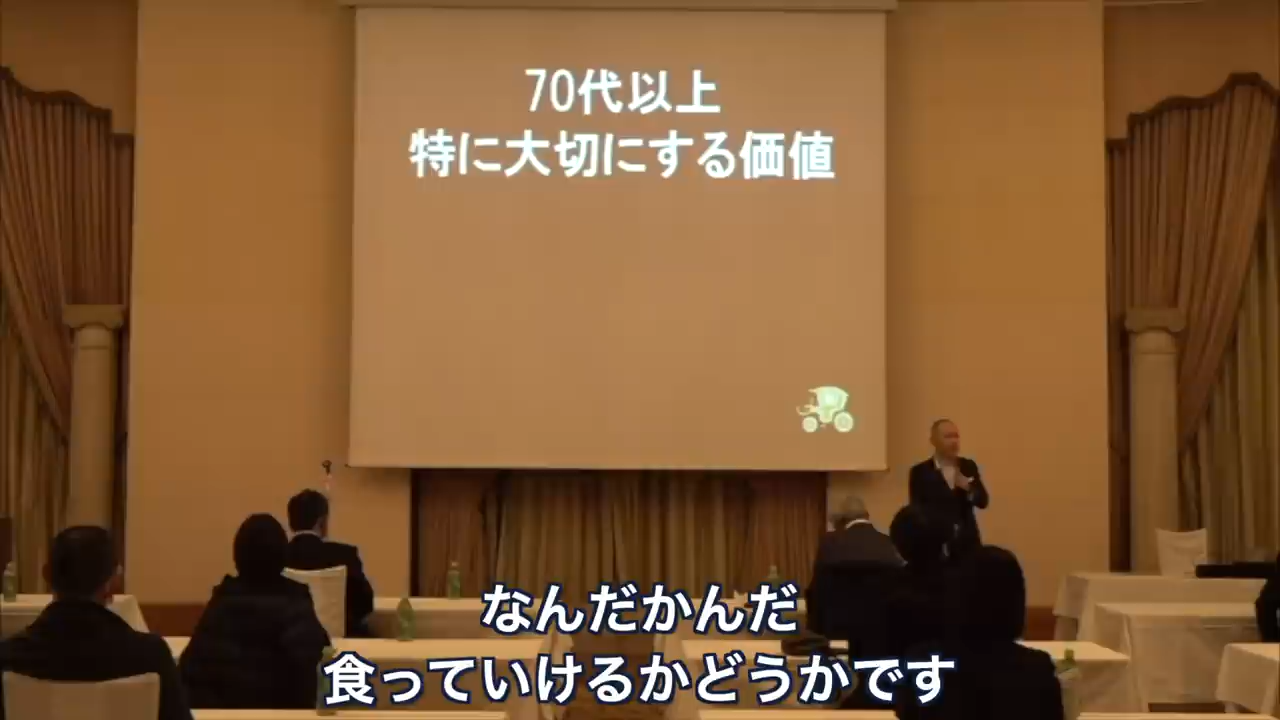 70代以上
特に大切にする価値
なんだかんだ
食っていけるかどうかです